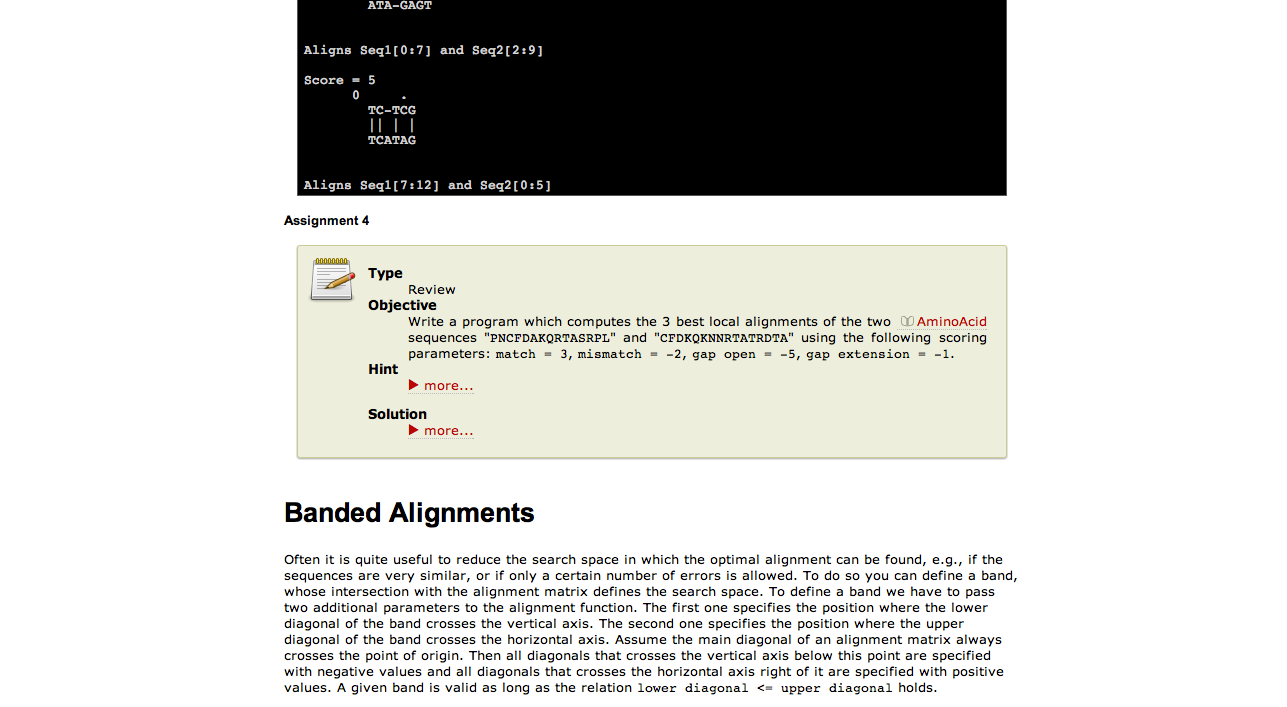 ATA-GAGT
Aligns Seq1[0:7] and Seq2[2:9]
Score = 5
0 .
TC-TCG
|| | |
TCATAG
Aligns Seq1[7:12] and Seq2[0:5]
Assignment 4
Type
Review
Objective
Write a program which computes the 3 best local alignments of the two AminoAcid
sequences "PNCFDAKQRTASRPL" and "CFDKQKNNRTATRDTA" using the following scoring
parameters: match = 3, mismatch = -2, gap open = -5, gap extension = -1.
Hint
more...
Solution
more...
Banded Alignments
Often it is quite useful to reduce the search space in which the optimal alignment can be found, e.g., if the
sequences are very similar, or if only a certain number of errors is allowed. To do so you can define a band,
whose intersection with the alignment matrix defines the search space. To define a band we have to pass
two additional parameters to the alignment function. The first one specifies the position where the lower
diagonal of the band crosses the vertical axis. The second one specifies the position where the upper
diagonal of the band crosses the horizontal axis. Assume the main diagonal of an alignment matrix always
crosses the point of origin. Then all diagonals that crosses the vertical axis below this point are specified
with negative values and all diagonals that crosses the horizontal axis right of it are specified with positive
values. A given band is valid as long as the relation lower diagonal <= upper diagonal holds.